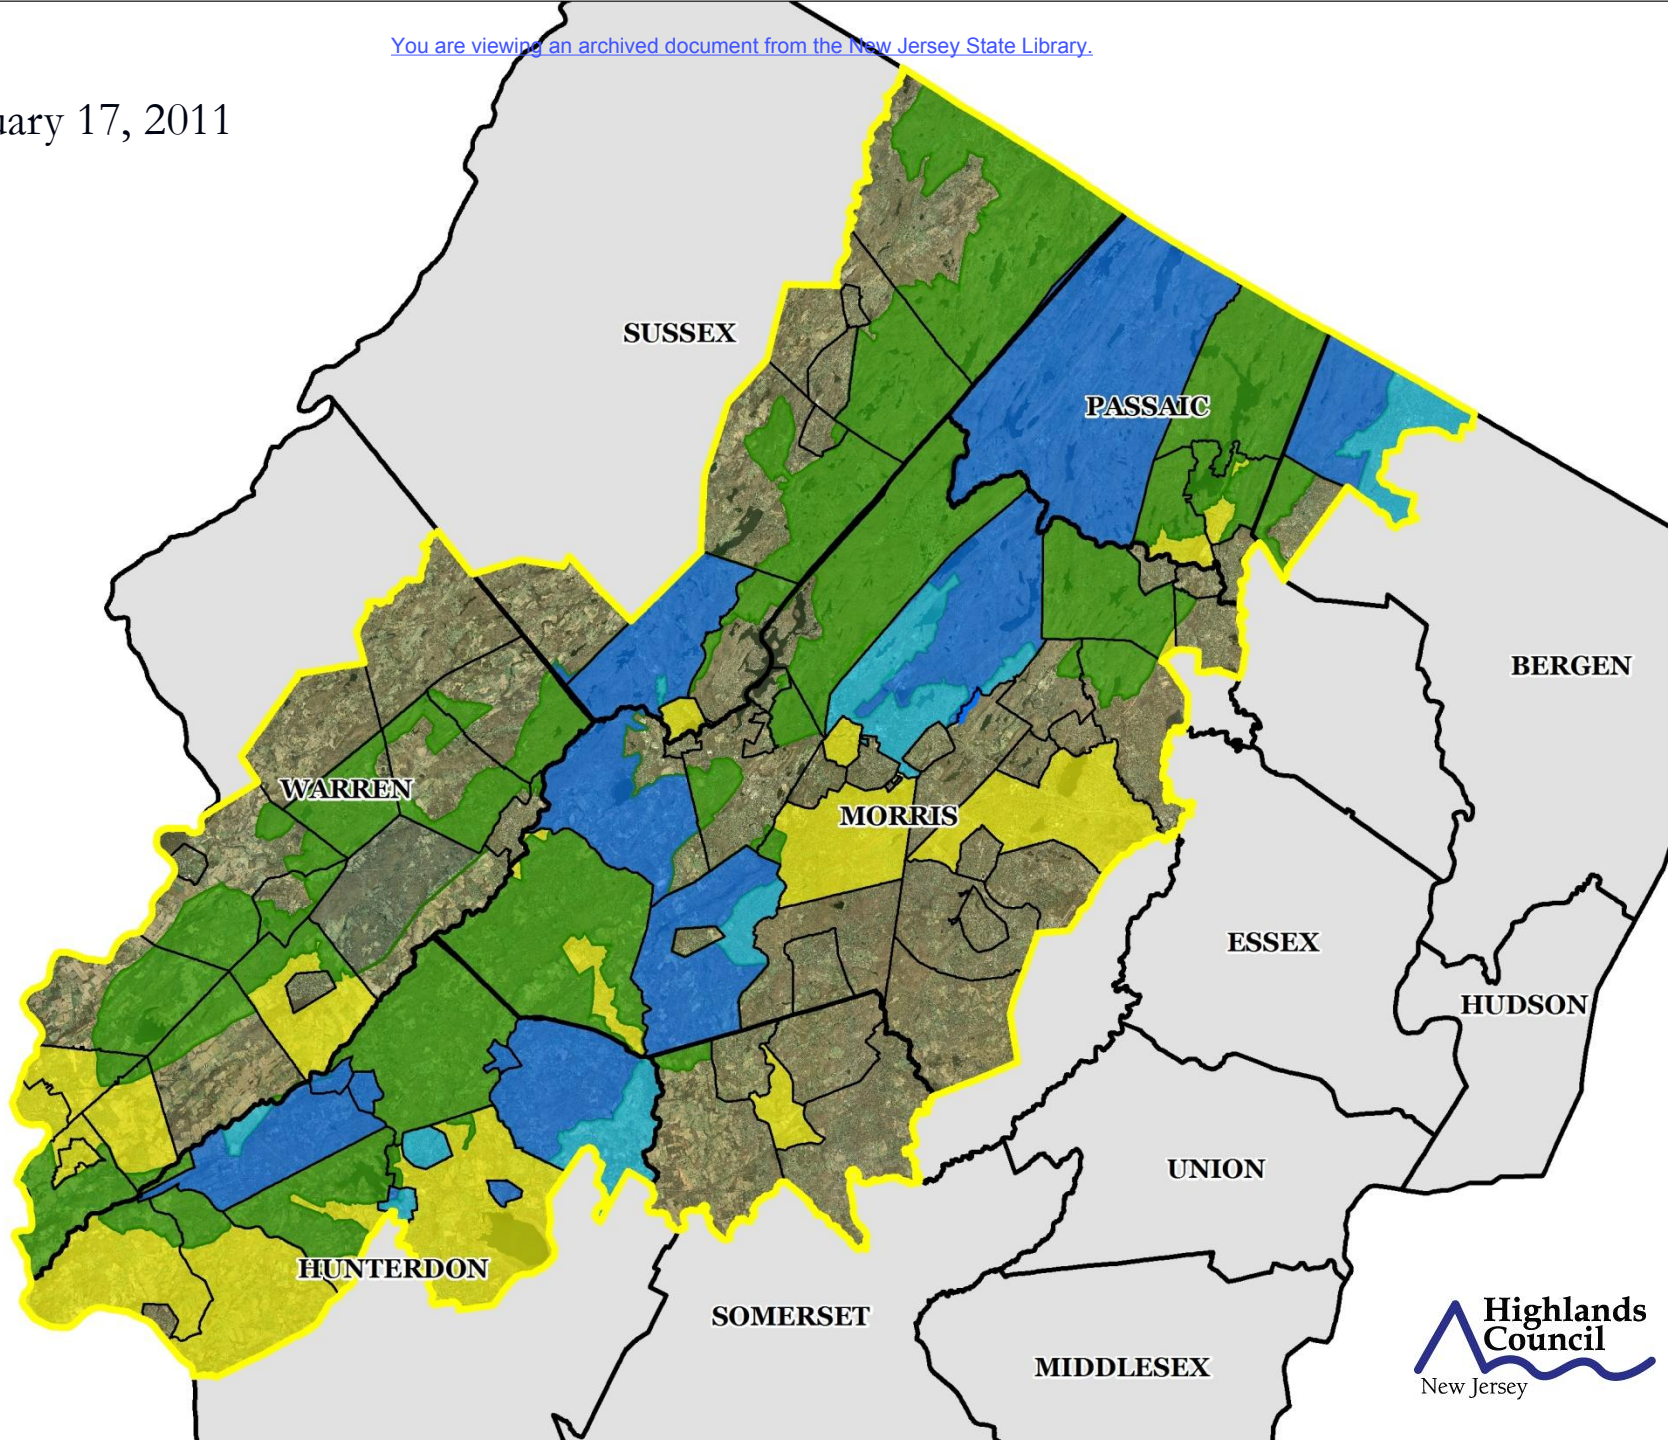 You are viewing an archived document from the New Jersey State Library.
uary 17, 2011
SUSSEX
PASSAIC
BERGEN
WARREN
MORRIS
ESSEX
HUDSON
UNION
HUNTERDON
SOMERSET
MIDDLESEX
Highlands
Council
New Jersey